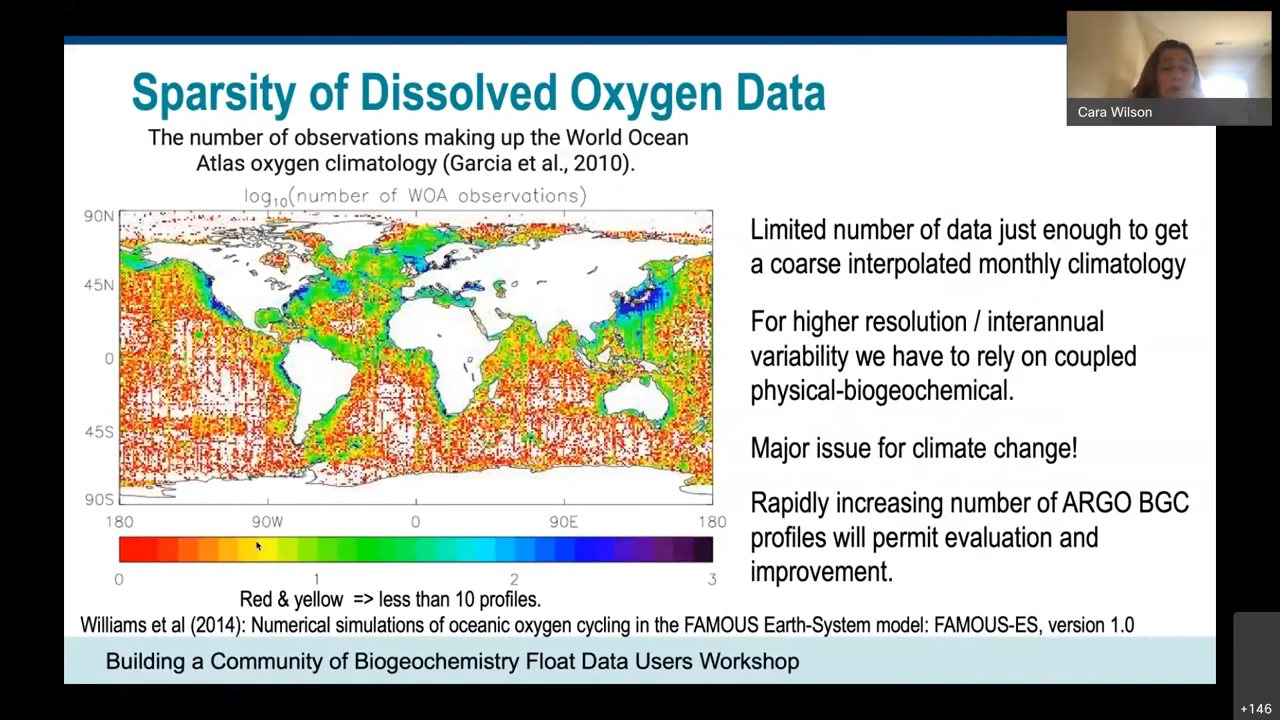 Sparsity of Dissolved Oxygen Data
The number of observations making up the World Ocean
Atlas oxygen climatology (Garcia et al., 2010).
log10(number of WOA observations)
90N
45N
0
45S
90S
180 90W 0 90E 180
0 1 2 3
Red & yellow => less than 10 profiles.
Limited number of data just enough to get
a coarse interpolated monthly climatology
For higher resolution / interannual
variability we have to rely on coupled
physical-biogeochemical.
Major issue for climate change!
Rapidly increasing number of ARGO BGC
profiles will permit evaluation and
improvement.
Williams et al (2014): Numerical simulations of oceanic oxygen cycling in the FAMOUS Earth-System model: FAMOUS-ES, version 1.0
Building a Community of Biogeochemistry Float Data Users Workshop
Cara Wilson
+146